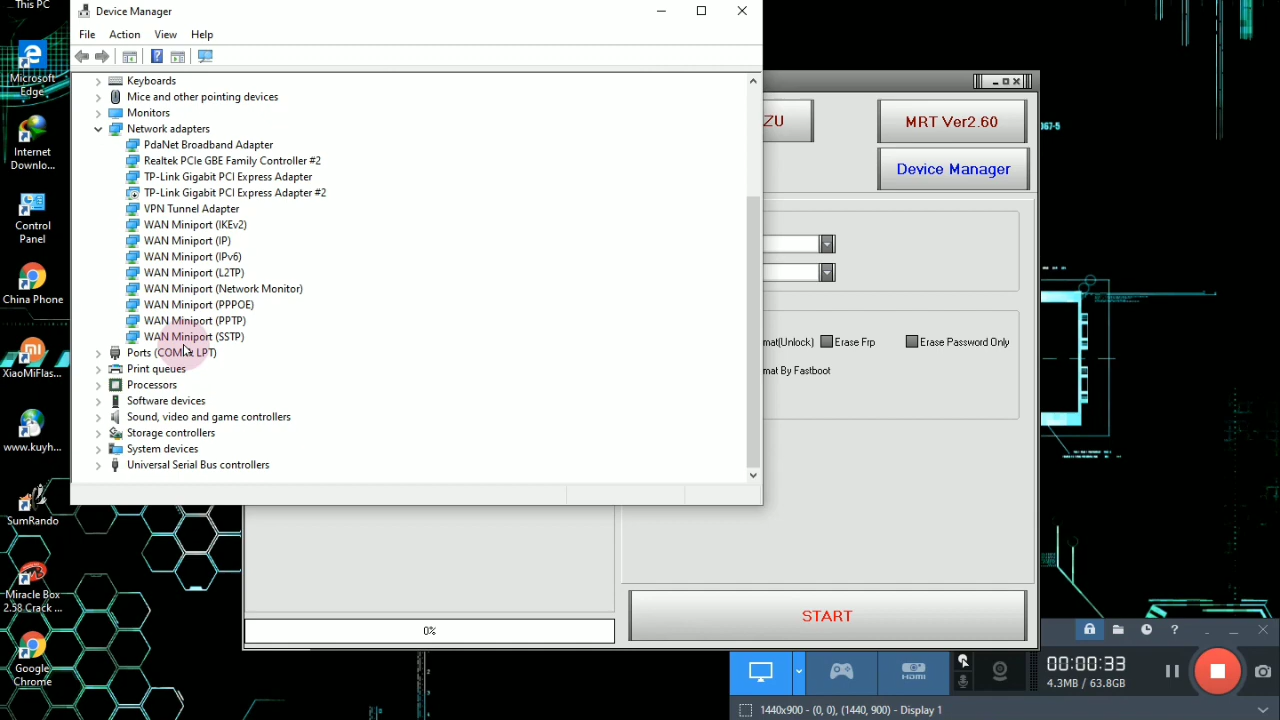 This PC
Microsoft
Edge
Internet
Downlo...
Control
Panel
China Phone
XiaoMiFlas...
www.kuyh...
SumRando
Miracle Box
2.58 Crack ...
Google
Chrome
Device Manager
File Action View Help
Keyboards
Mice and other pointing devices
Monitors
Network adapters
PdaNet Broadband Adapter
Realtek PCIe GBE Family Controller #2
TP-Link Gigabit PCI Express Adapter
TP-Link Gigabit PCI Express Adapter #2
VPN Tunnel Adapter
WAN Miniport (IKEv2)
WAN Miniport (IP)
WAN Miniport (IPv6)
WAN Miniport (L2TP)
WAN Miniport (Network Monitor)
WAN Miniport (PPPOE)
WAN Miniport (PPTP)
WAN Miniport (SSTP)
Ports (COM & LPT)
Print queues
Processors
Software devices
Sound, video and game controllers
Storage controllers
System devices
Universal Serial Bus controllers
ZU
MRT Ver2.60
Device Manager
mat(Unlock) Erase Frp Erase Password Only
mat By Fastboot
0%
START
067-5
HDMI
00:00:33
4.3MB / 63.8GB
1440x900 - (0, 0), (1440, 900) - Display 1